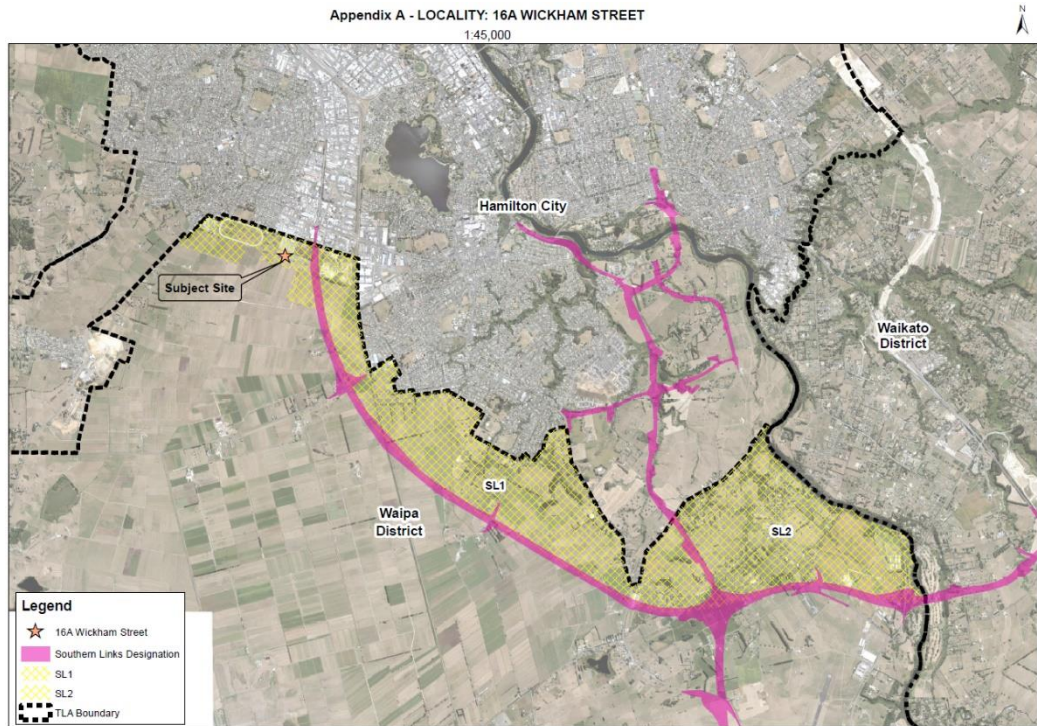 Appendix A - LOCALITY: 16A WICKHAM STREET
1:45,000
N
Hamilton City
Subject Site
Waikato
District
SL1
Waipa
District
SL2
Legend
16A Wickham Street
Southern Links Designation
SL1
SL2
TLA Boundary